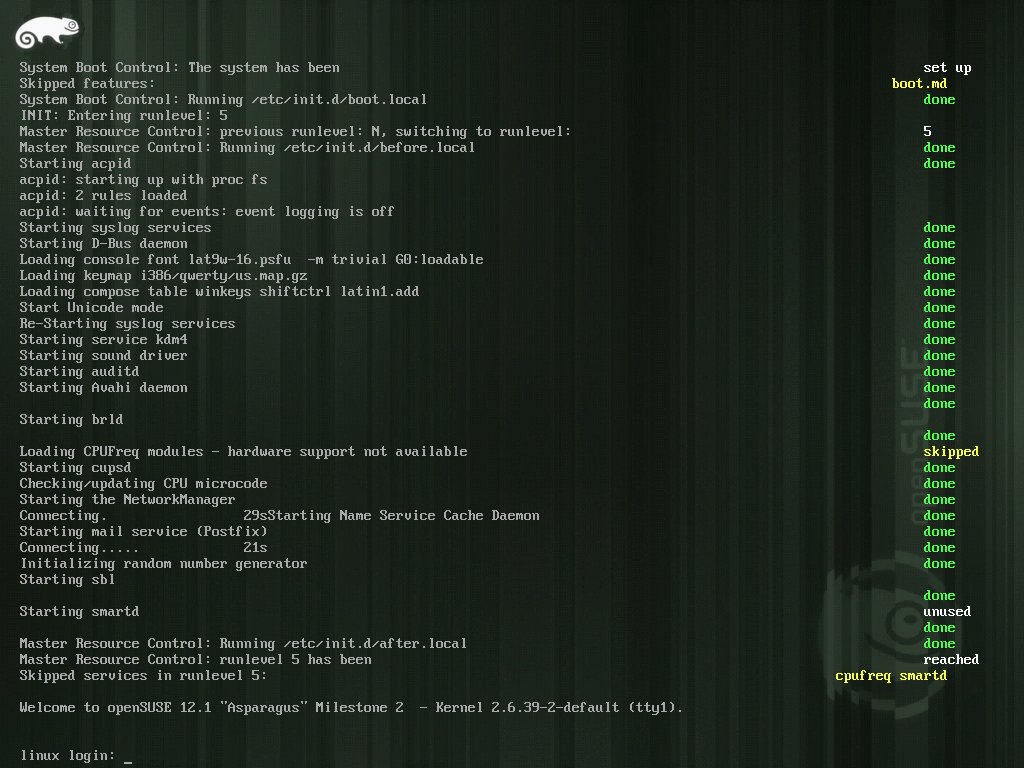 System Boot Control: The system has been set up
Skipped features: boot.md
System Boot Control: Running /etc/init.d/boot.local done
INIT: Entering runlevel: 5
Master Resource Control: previous runlevel: N, switching to runlevel: 5
Master Resource Control: Running /etc/init.d/before.local done
Starting acpid done
acpid: starting up with proc fs
acpid: 2 rules loaded
acpid: waiting for events: event logging is off
Starting syslog services done
Starting D-Bus daemon done
Loading console font lat9w-16.psfu  -m trivial G0:loadable done
Loading keymap i386/qwerty/us.map.gz done
Loading compose table winkeys shiftctrl latin1.add done
Start Unicode mode done
Re-Starting syslog services done
Starting service kdm4 done
Starting sound driver done
Starting auditd done
Starting Avahi daemon done
done
Starting brld
done
Loading CPUFreq modules - hardware support not available skipped
Starting cupsd done
Checking/updating CPU microcode done
Starting the NetworkManager done
Connecting. 29sStarting Name Service Cache Daemon done
Starting mail service (Postfix) done
Connecting..... 21s done
Initializing random number generator done
Starting sbl
done
Starting smartd unused
done
Master Resource Control: Running /etc/init.d/after.local done
Master Resource Control: runlevel 5 has been reached
Skipped services in runlevel 5: cpufreq smartd
Welcome to openSUSE 12.1 "Asparagus" Milestone 2  - Kernel 2.6.39-2-default (tty1).
linux login: _
openSUSE